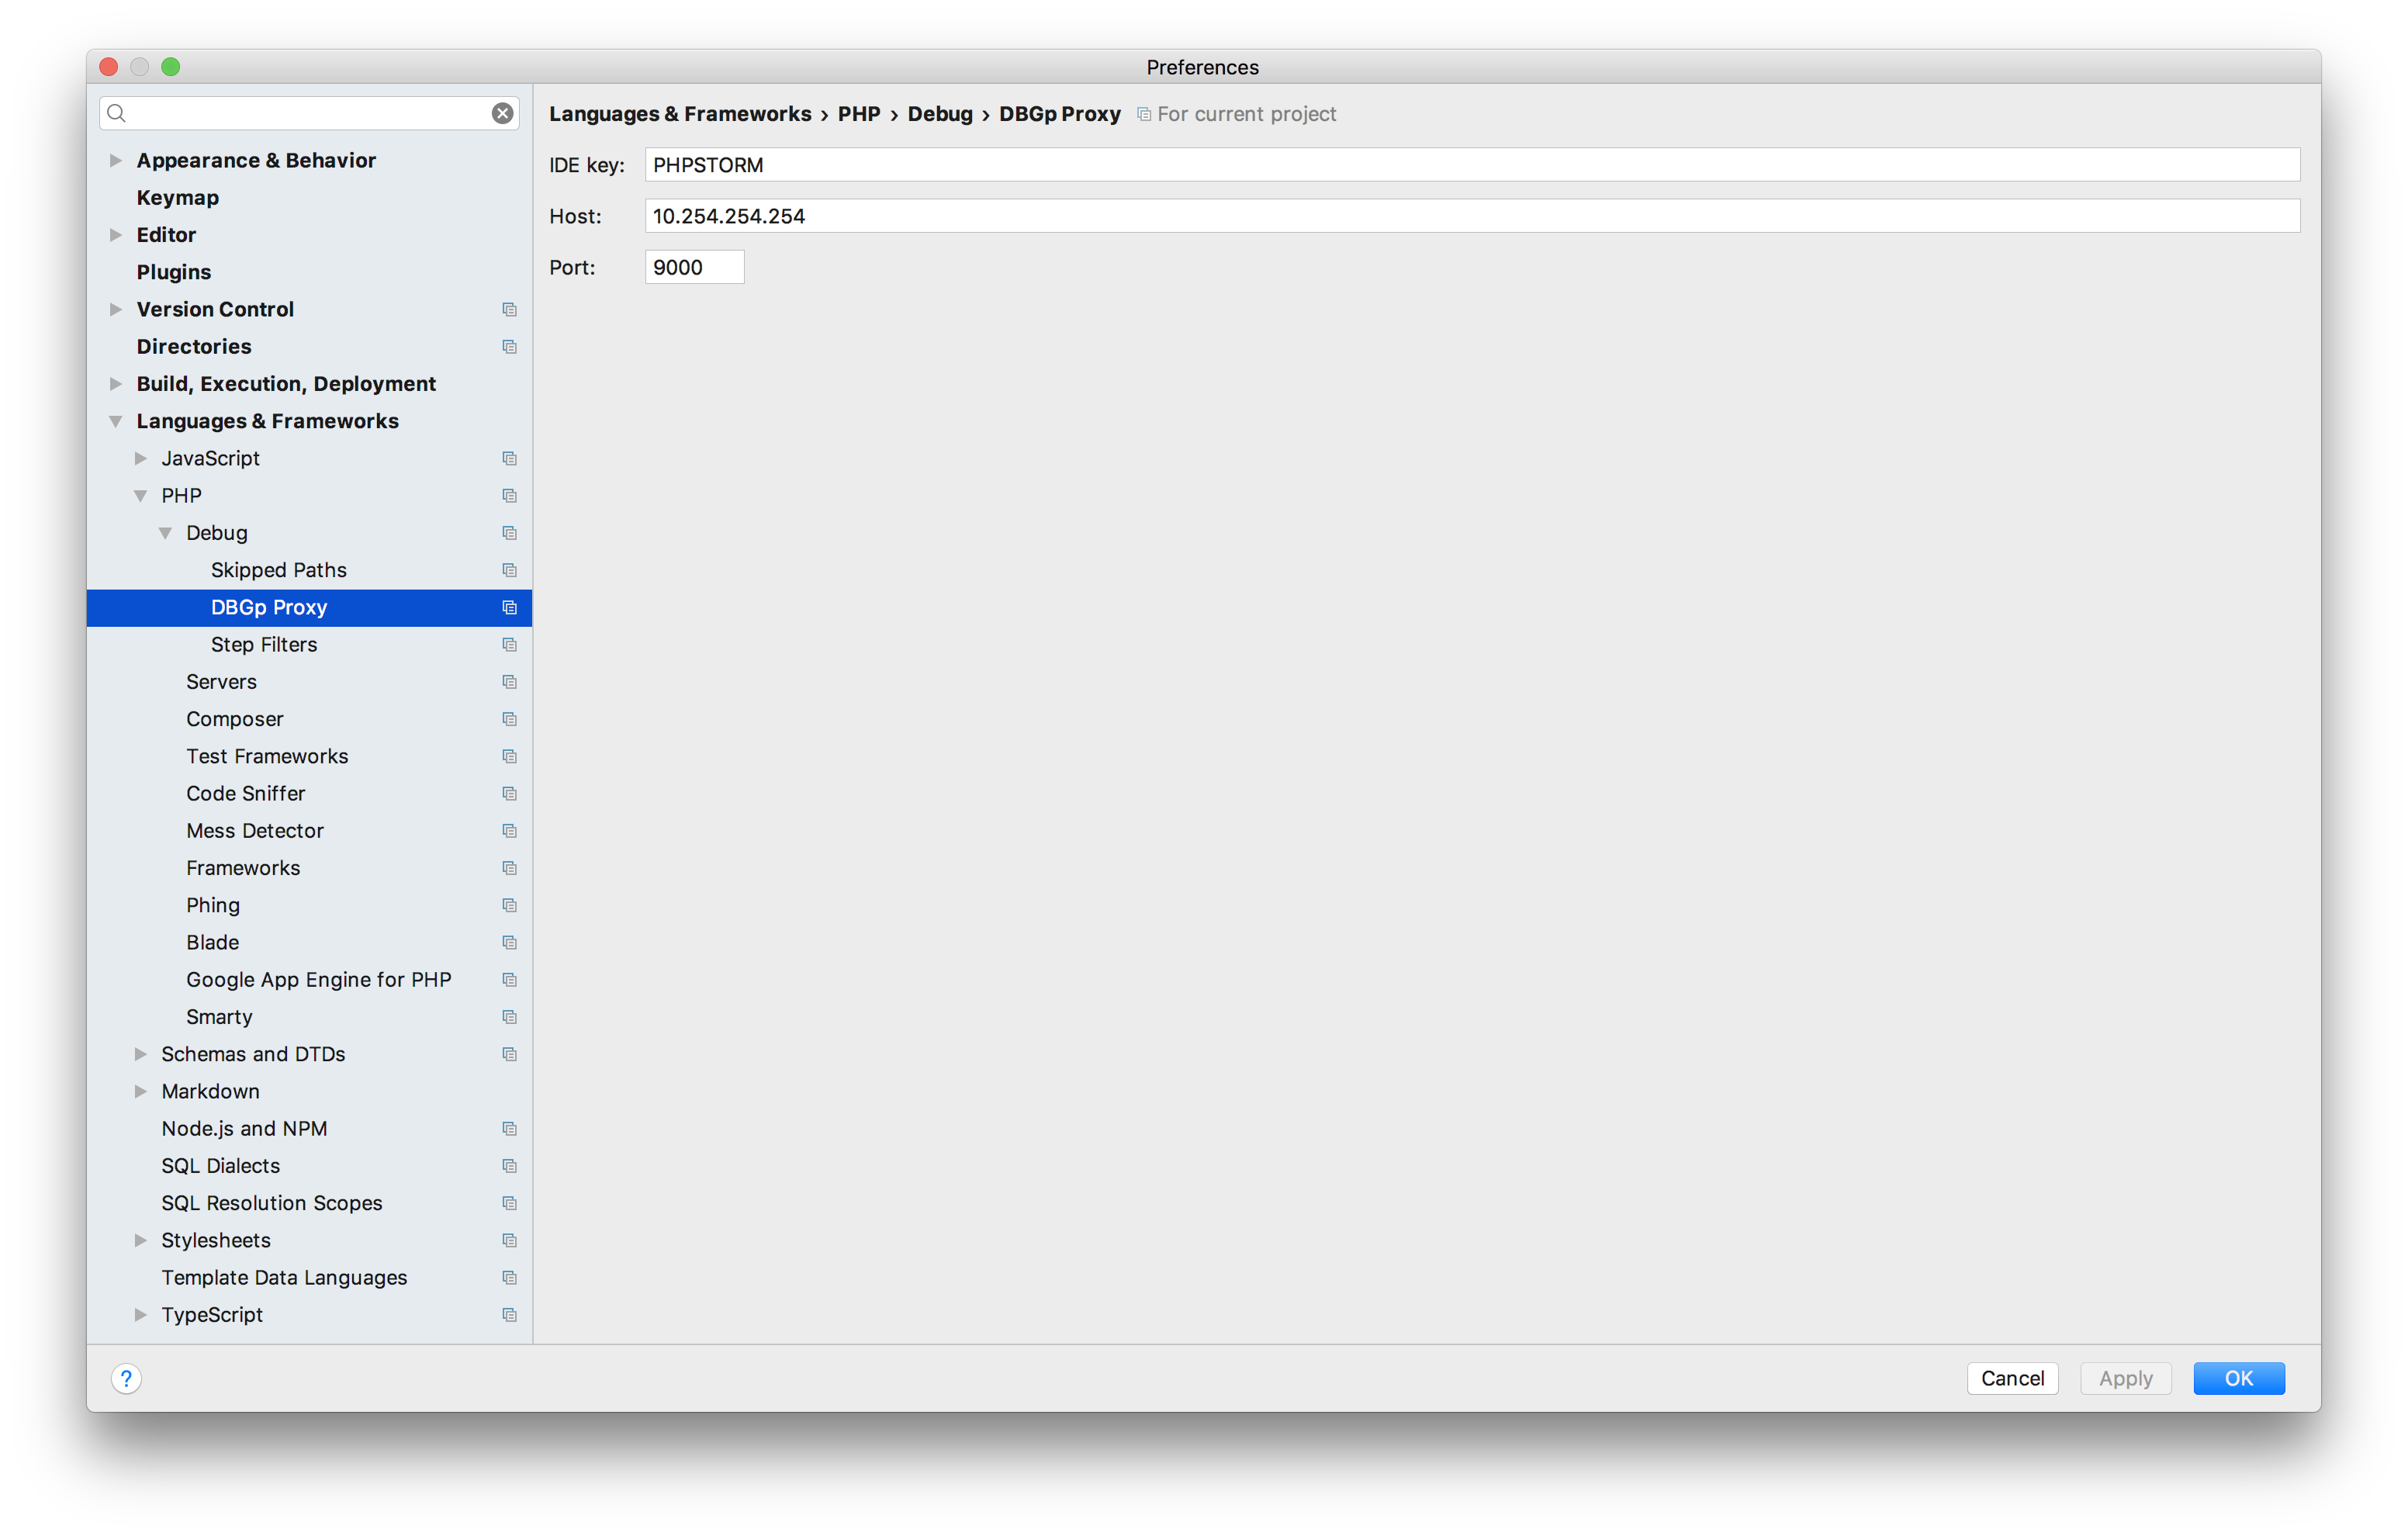 Preferences
Languages & Frameworks › PHP › Debug › DBGp Proxy For current project
Appearance & Behavior
Keymap
Editor
Plugins
Version Control
Directories
Build, Execution, Deployment
Languages & Frameworks
JavaScript
PHP
Debug
Skipped Paths
DBGp Proxy
Step Filters
Servers
Composer
Test Frameworks
Code Sniffer
Mess Detector
Frameworks
Phing
Blade
Google App Engine for PHP
Smarty
Schemas and DTDs
Markdown
Node.js and NPM
SQL Dialects
SQL Resolution Scopes
Stylesheets
Template Data Languages
TypeScript
IDE key: PHPSTORM
Host: 10.254.254.254
Port: 9000
?
Cancel Apply OK